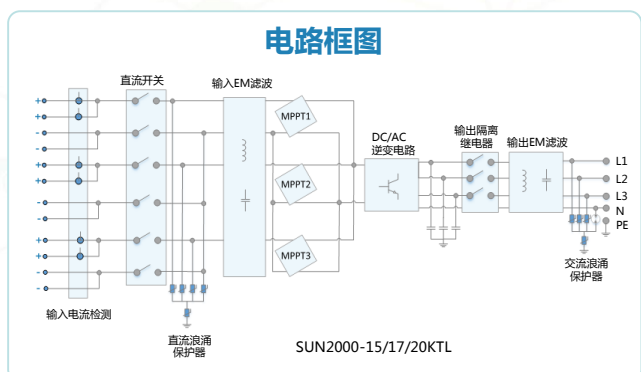 电路框图
直流开关
输入EM滤波
MPPT1
MPPT2
MPPT3
DC/AC
逆变电路
输出隔离
继电器
输出EM滤波
L1
L2
L3
N
PE
+
+
-
-
+
+
-
-
+
+
-
-
输入电流检测
直流浪涌
保护器
交流浪涌
保护器
SUN2000-15/17/20KTL